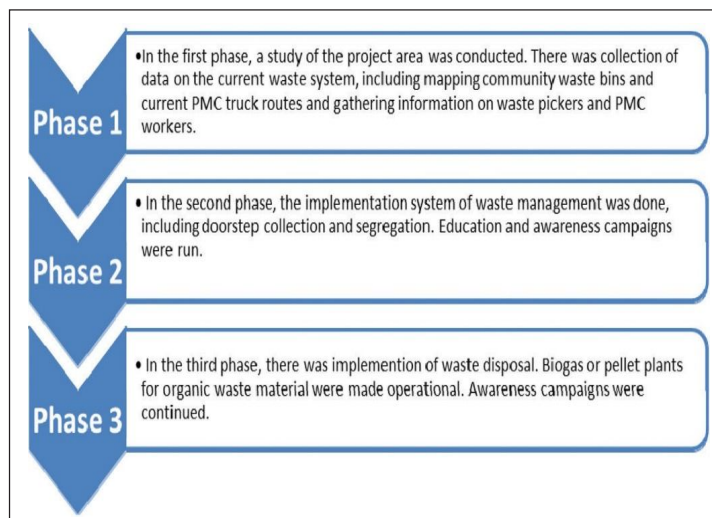 Phase 1
•In the first phase, a study of the project area was conducted. There was collection of
data on the current waste system, including mapping community waste bins and
current PMC truck routes and gathering information on waste pickers and PMC
workers.
Phase 2
• In the second phase, the implementation system of waste management was done,
including doorstep collection and segregation. Education and awareness campaigns
were run.
Phase 3
• In the third phase, there was implemention of waste disposal. Biogas or pellet plants
for organic waste material were made operational. Awareness campaigns were
continued.